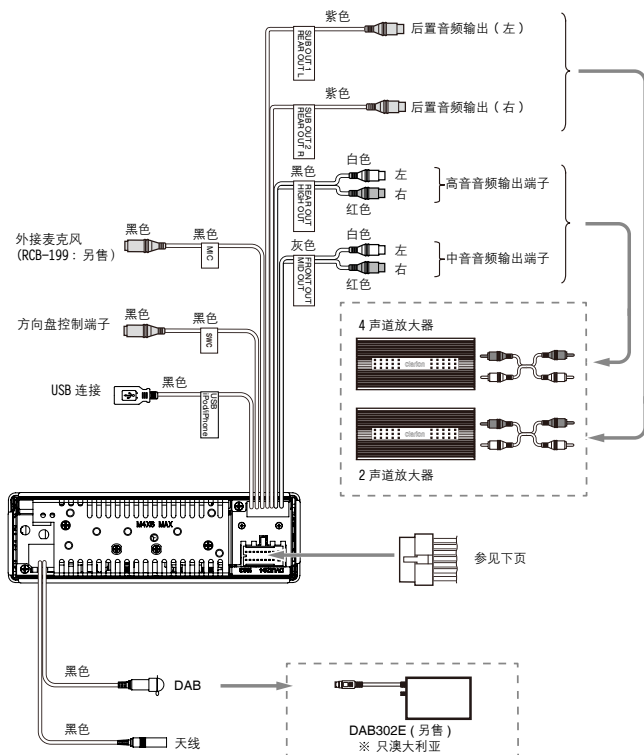 紫色
SUB OUT 1
REAR OUT L
后置音频输出 ( 左 )
紫色
SUB OUT 2
REAR OUT R
后置音频输出 ( 右 )
黑色
REAR OUT
HIGH OUT
白色
左
右
红色
高音音频输出端子
灰色
FRONT OUT
MID OUT
白色
左
右
红色
中音音频输出端子
外接麦克风
(RCB-199 : 另售 )
黑色
黑色
MIC
方向盘控制端子
黑色
黑色
SWC
USB 连接
黑色
USB
iPod/iPhone
4 声道放大器
clarion
clarion
2 声道放大器
M4X8 MAX
参见下页
黑色
DAB
黑色
天线
DAB302E ( 另售 )
※ 只澳大利亚